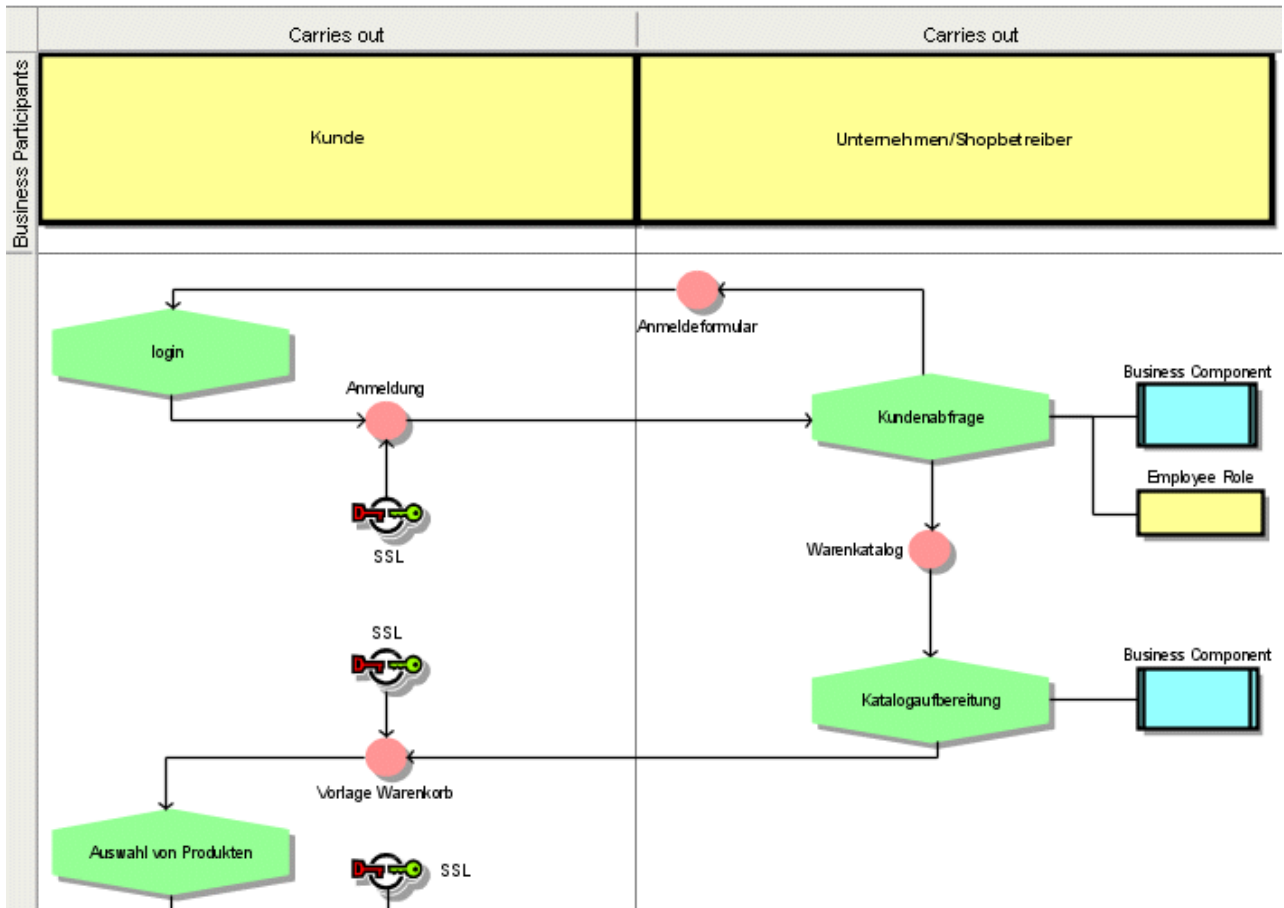 Carries out
Carries out
Business Participants
Kunde
Unternehmen/Shopbetreiber
Anmeldeformular
login
Anmeldung
Business Component
Kundenabfrage
Employee Role
SSL
Warenkatalog
SSL
Business Component
Katalogaufbereitung
Vorlage Warenkorb
Auswahl von Produkten
SSL